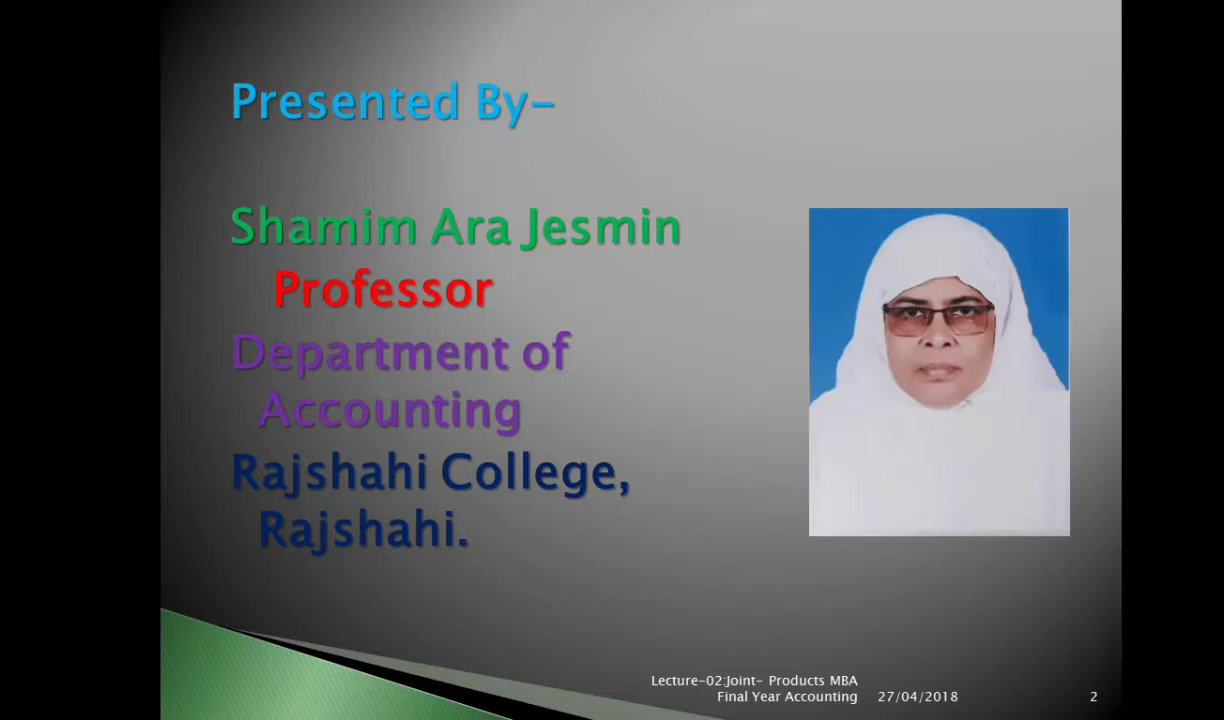 Presented By-
Shamim Ara Jesmin
Professor
Department of
Accounting
Rajshahi College,
Rajshahi.
Lecture-02:Joint- Products MBA
Final Year Accounting
27/04/2018
2